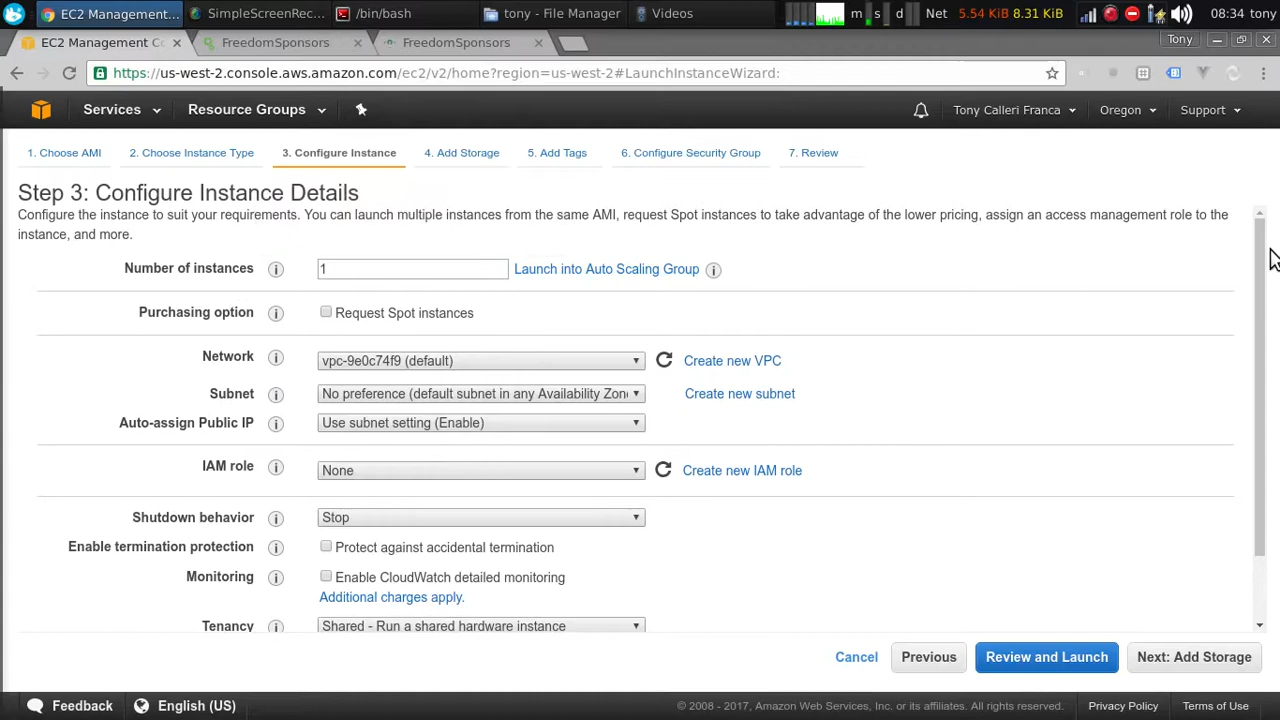 EC2 Management... SimpleScreenRec... /bin/bash tony - File Manager Videos m s d Net 5.54 KiB 8.31 KiB 08:34 tony
EC2 Management Co FreedomSponsors FreedomSponsors Tony
https://us-west-2.console.aws.amazon.com/ec2/v2/home?region=us-west-2#LaunchInstanceWizard:
Services Resource Groups Tony Calleri Franca Oregon Support
1. Choose AMI 2. Choose Instance Type 3. Configure Instance 4. Add Storage 5. Add Tags 6. Configure Security Group 7. Review
Step 3: Configure Instance Details
Configure the instance to suit your requirements. You can launch multiple instances from the same AMI, request Spot instances to take advantage of the lower pricing, assign an access management role to the
instance, and more.
Number of instances 1 Launch into Auto Scaling Group
Purchasing option Request Spot instances
Network vpc-9e0c74f9 (default) Create new VPC
Subnet No preference (default subnet in any Availability Zon Create new subnet
Auto-assign Public IP Use subnet setting (Enable)
IAM role None Create new IAM role
Shutdown behavior Stop
Enable termination protection Protect against accidental termination
Monitoring Enable CloudWatch detailed monitoring
Additional charges apply.
Tenancy Shared - Run a shared hardware instance
Cancel Previous Review and Launch Next: Add Storage
Feedback English (US) © 2008 - 2017, Amazon Web Services, Inc. or its affiliates. All rights reserved. Privacy Policy Terms of Use